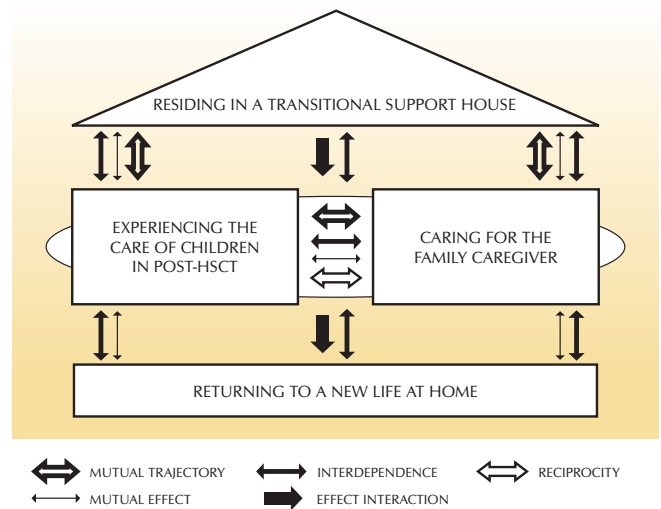 RESIDING IN A TRANSITIONAL SUPPORT HOUSE
EXPERIENCING THE
CARE OF CHILDREN
IN POST-HSCT
CARING FOR THE
FAMILY CAREGIVER
RETURNING TO A NEW LIFE AT HOME
MUTUAL TRAJECTORY
INTERDEPENDENCE
RECIPROCITY
MUTUAL EFFECT
EFFECT INTERACTION